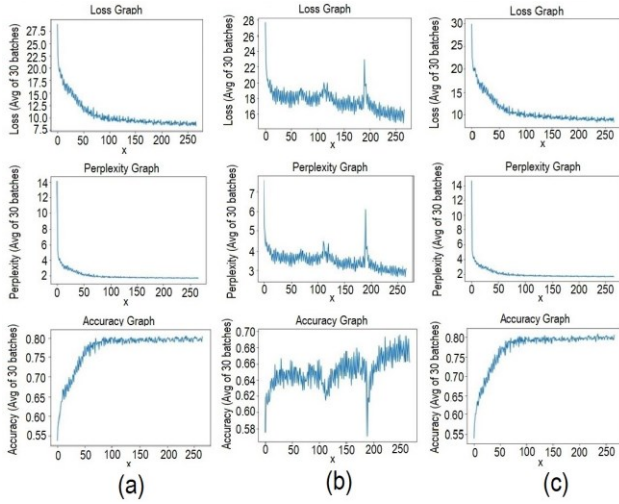 Loss Graph
Loss (Avg of 30 batches)
27.5
25.0
22.5
20.0
17.5
15.0
12.5
10.0
7.5
0 50 100 150 200 250
x
Perplexity Graph
Perplexity (Avg of 30 batches)
14
12
10
8
6
4
2
0 50 100 150 200 250
x
Accuracy Graph
Accuracy (Avg of 30 batches)
0.80
0.75
0.70
0.65
0.60
0.55
0 50 100 150 200 250
x
(a)
Loss Graph
Loss (Avg of 30 batches)
28
26
24
22
20
18
16
0 50 100 150 200 250
x
Perplexity Graph
Perplexity (Avg of 30 batches)
7
6
5
4
3
0 50 100 150 200 250
x
Accuracy Graph
Accuracy (Avg of 30 batches)
0.70
0.68
0.66
0.64
0.62
0.60
0.58
0 50 100 150 200 250
x
(b)
Loss Graph
Loss (Avg of 30 batches)
30
25
20
15
10
0 50 100 150 200 250
x
Perplexity Graph
Perplexity (Avg of 30 batches)
14
12
10
8
6
4
2
0 50 100 150 200 250
x
Accuracy Graph
Accuracy (Avg of 30 batches)
0.80
0.75
0.70
0.65
0.60
0.55
0 50 100 150 200 250
x
(c)